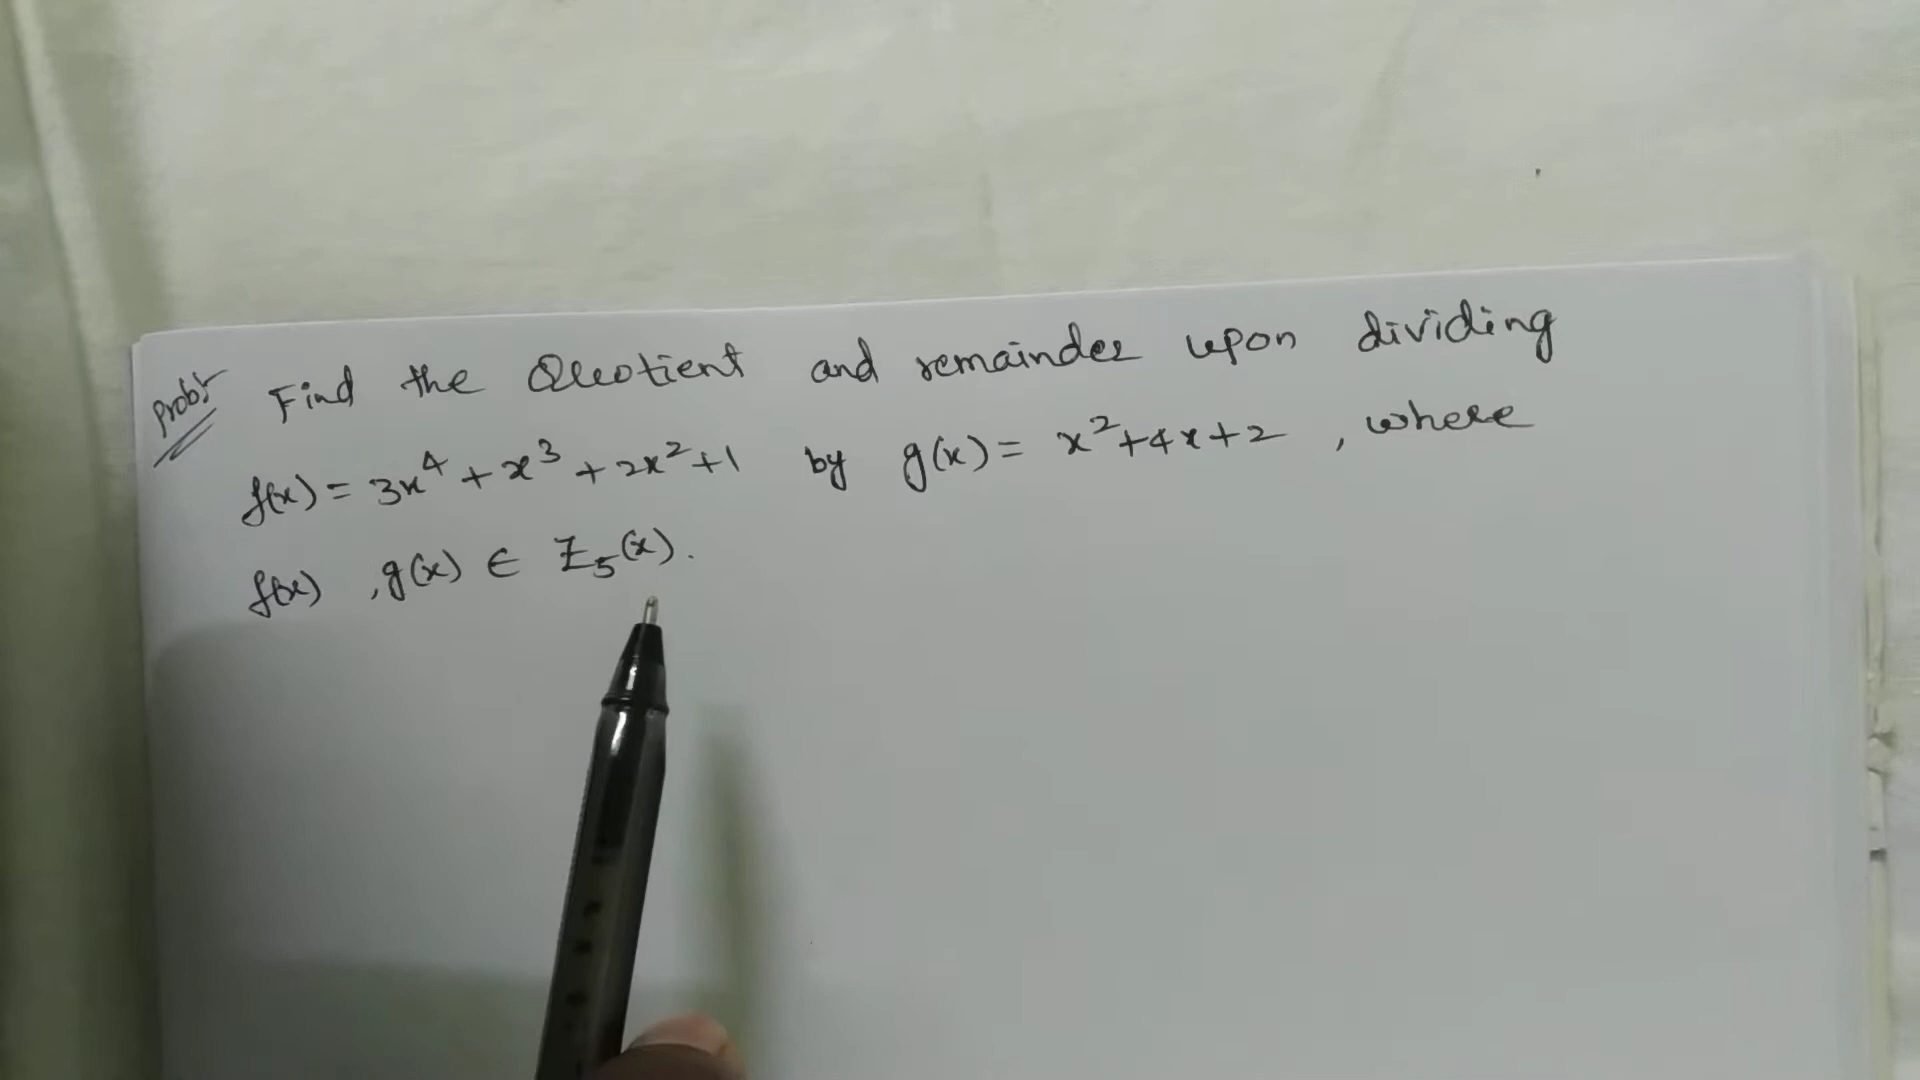 Prob:- Find the Quotient and remainder upon dividing
f(x) = 3x⁴ + x³ + 2x² + 1 by g(x) = x² + 4x + 2 , where
f(x) , g(x) ∈ Z₅(x).